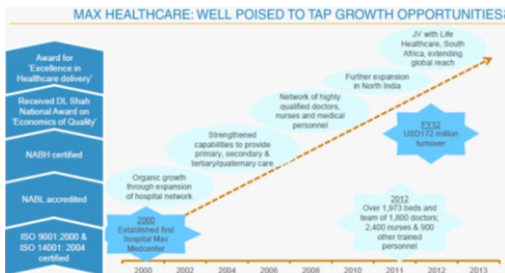 MAX HEALTHCARE: WELL POISED TO TAP GROWTH OPPORTUNITIES
Award for
'Excellence in
Healthcare delivery'
Received DL Shah
National Award on
'Economics of Quality'
NABH certified
NABL accredited
ISO 9001:2000 &
ISO 14001: 2004
certified
JV with Life
Healthcare, South
Africa, extending
global reach
Further expansion
in North India
Network of highly
qualified doctors,
nurses and medical
personnel
Strengthened
capabilities to provide
primary, secondary &
tertiary/quaternary care
Organic growth
through expansion
of hospital network
FY12
USD172 million
turnover
2000
Established first
hospital Max
Medcenter
2012
Over 1,973 beds and
team of 1,800 doctors;
2,400 nurses & 900
other trained
personnel
2000 2002 2004 2006 2008 2010 2011 2012 2013